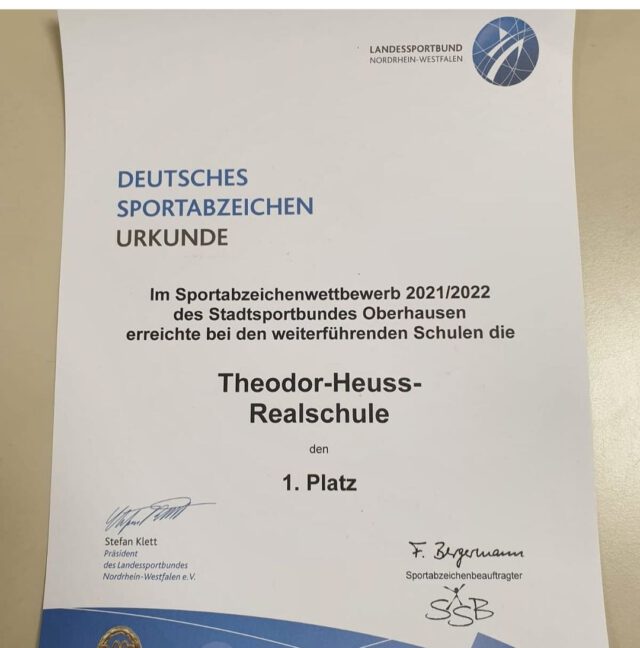 LANDESSPORTBUND
NORDRHEIN-WESTFALEN
DEUTSCHES
SPORTABZEICHEN
URKUNDE
Im Sportabzeichenwettbewerb 2021/2022
des Stadtsportbundes Oberhausen
erreichte bei den weiterführenden Schulen die
Theodor-Heuss-
Realschule
den
1. Platz
Stefan Klett
Präsident
des Landessportbundes
Nordrhein-Westfalen e.V.
F. Bergermann
Sportabzeichenbeauftragter
SSB